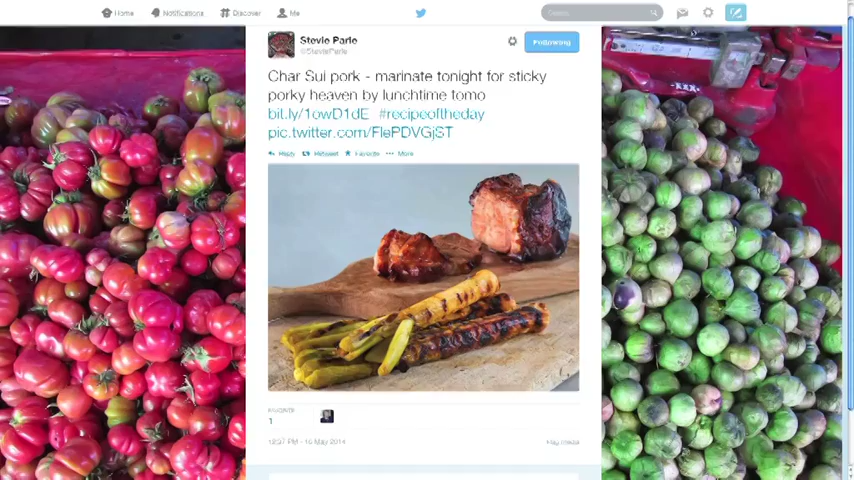 Home Notifications Discover Me
Stevie Parle
@StevieParle
Following
Char Sui pork - marinate tonight for sticky
porky heaven by lunchtime tomo
bit.ly/1owD1dE #recipeoftheday
pic.twitter.com/FlePDVGjST
Reply Retweet Favorite More
FAVORITE
1
12:37 PM - 10 May 2014
Flag media